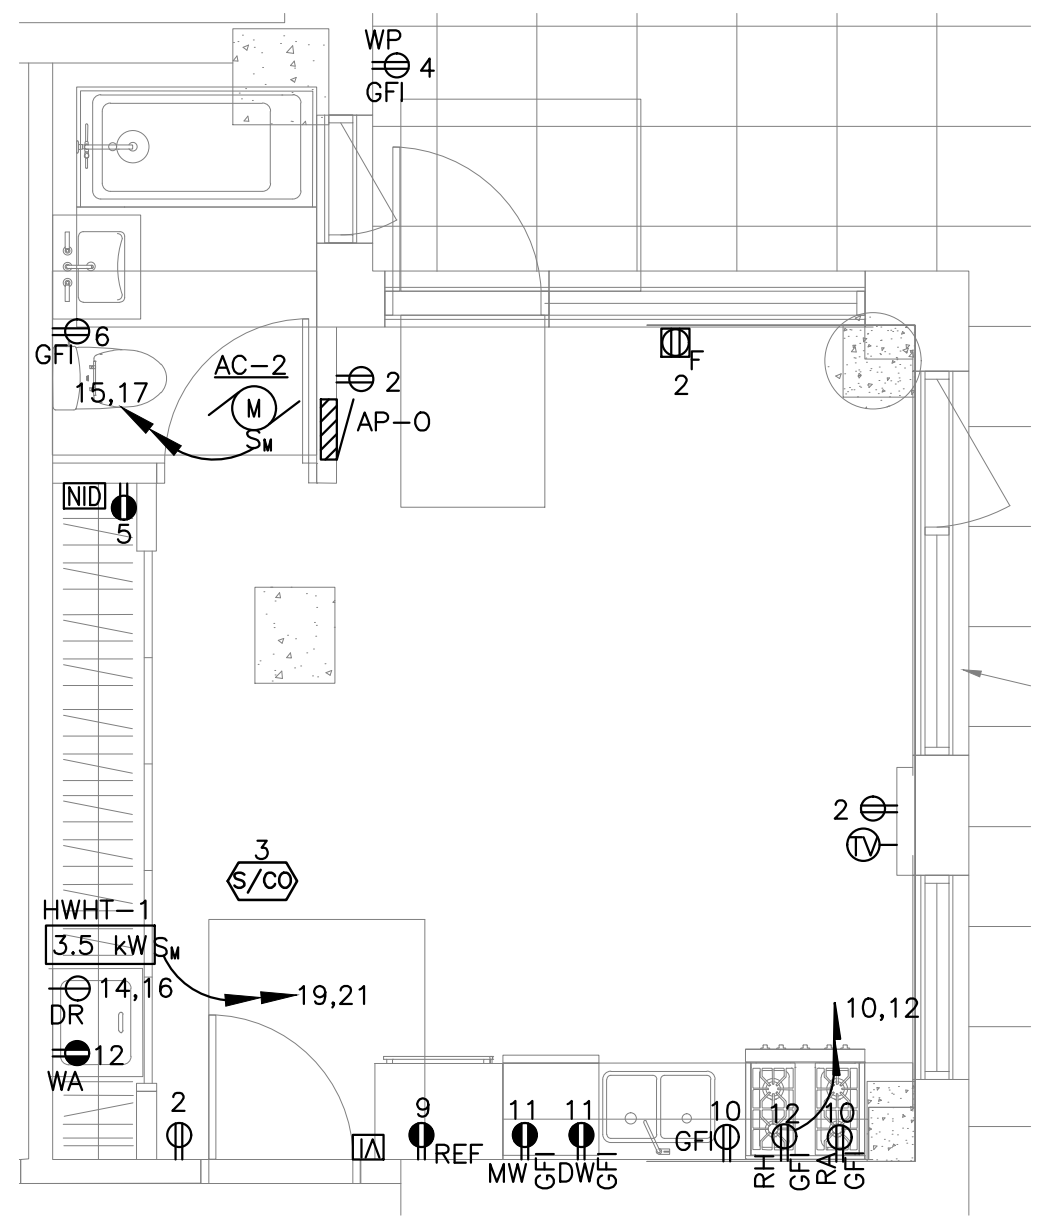 WP
4
GFI
6
GFI
AC-2
15,17
M
SM
2
AP-0
F
2
NID
5
2
TV
3
S/CO
HWHT-1
3.5 kW
SM
14,16
DR
19,21
10,12
12
WA
2
9
REF
11
MW
GFI
11
DW
GFI
10
GFI
12
RH
GFI
10
RA
GFI